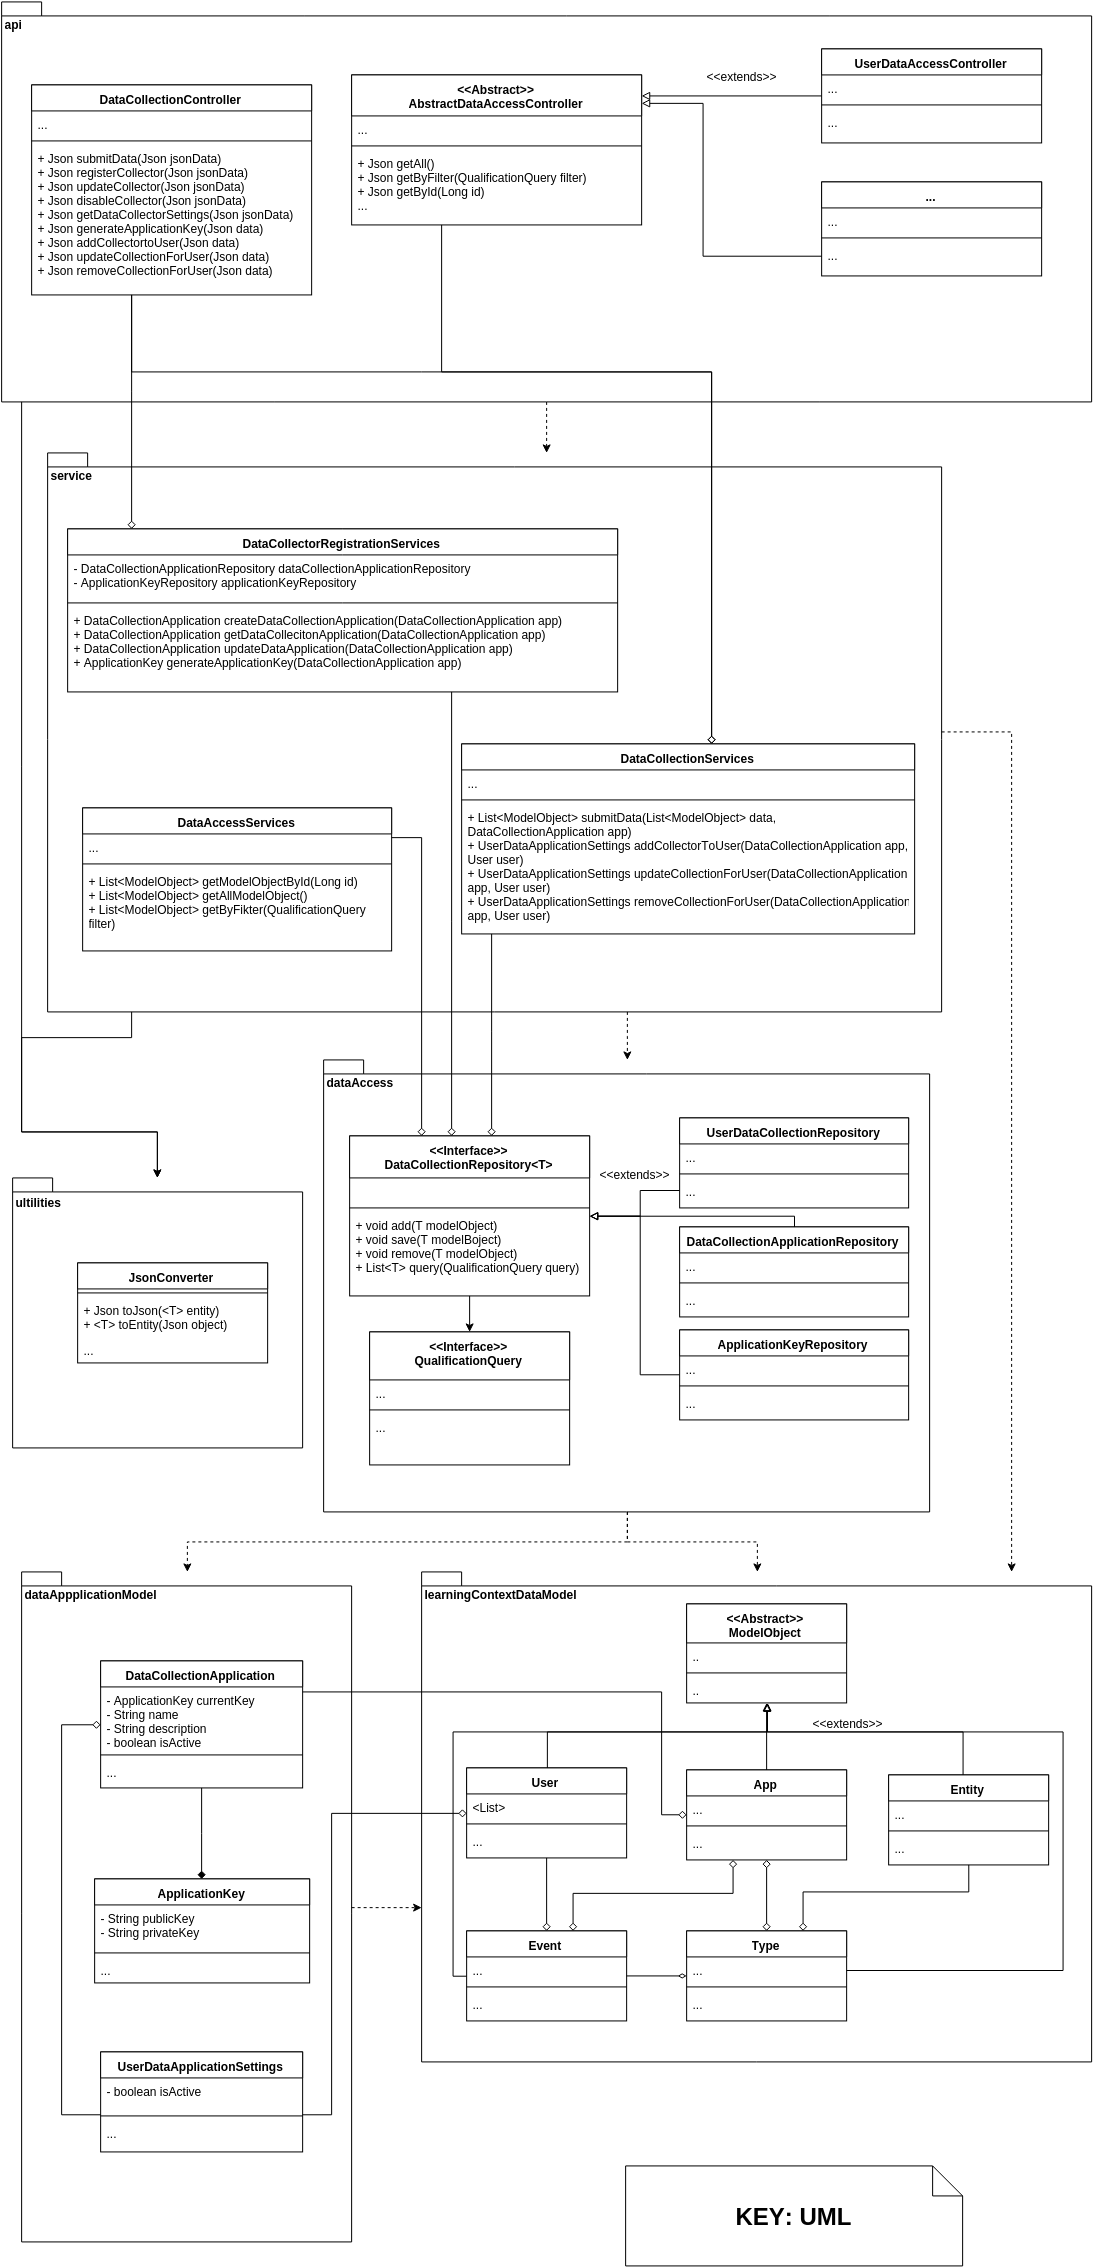 api
DataCollectionController
...
+ Json submitData(Json jsonData)
+ Json registerCollector(Json jsonData)
+ Json updateCollector(Json jsonData)
+ Json disableCollector(Json jsonData)
+ Json getDataCollectorSettings(Json jsonData)
+ Json generateApplicationKey(Json data)
+ Json addCollectortoUser(Json data)
+ Json updateCollectionForUser(Json data)
+ Json removeCollectionForUser(Json data)
<<Abstract>>
AbstractDataAccessController
...
+ Json getAll()
+ Json getByFilter(QualificationQuery filter)
+ Json getById(Long id)
...
<<extends>>
UserDataAccessController
...
...
...
...
...
service
DataCollectorRegistrationServices
- DataCollectionApplicationRepository dataCollectionApplicationRepository
- ApplicationKeyRepository applicationKeyRepository
+ DataCollectionApplication createDataCollectionApplication(DataCollectionApplication app)
+ DataCollectionApplication getDataCollecitonApplication(DataCollectionApplication app)
+ DataCollectionApplication updateDataApplication(DataCollectionApplication app)
+ ApplicationKey generateApplicationKey(DataCollectionApplication app)
DataCollectionServices
...
+ List<ModelObject> submitData(List<ModelObject> data,
DataCollectionApplication app)
+ UserDataApplicationSettings addCollectorToUser(DataCollectionApplication app,
User user)
+ UserDataApplicationSettings updateCollectionForUser(DataCollectionApplication
app, User user)
+ UserDataApplicationSettings removeCollectionForUser(DataCollectionApplication
app, User user)
DataAccessServices
...
+ List<ModelObject> getModelObjectById(Long id)
+ List<ModelObject> getAllModelObject()
+ List<ModelObject> getByFikter(QualificationQuery
filter)
dataAccess
<<Interface>>
DataCollectionRepository<T>
+ void add(T modelObject)
+ void save(T modelBoject)
+ void remove(T modelObject)
+ List<T> query(QualificationQuery query)
<<extends>>
UserDataCollectionRepository
...
...
DataCollectionApplicationRepository
...
...
ApplicationKeyRepository
...
...
<<Interface>>
QualificationQuery
...
...
ultilities
JsonConverter
+ Json toJson(<T> entity)
+ <T> toEntity(Json object)
...
dataAppplicationModel
DataCollectionApplication
- ApplicationKey currentKey
- String name
- String description
- boolean isActive
...
ApplicationKey
- String publicKey
- String privateKey
...
UserDataApplicationSettings
- boolean isActive
...
learningContextDataModel
<<Abstract>>
ModelObject
..
..
<<extends>>
User
<List>
...
App
...
...
Entity
...
...
Event
...
...
Type
...
...
KEY: UML